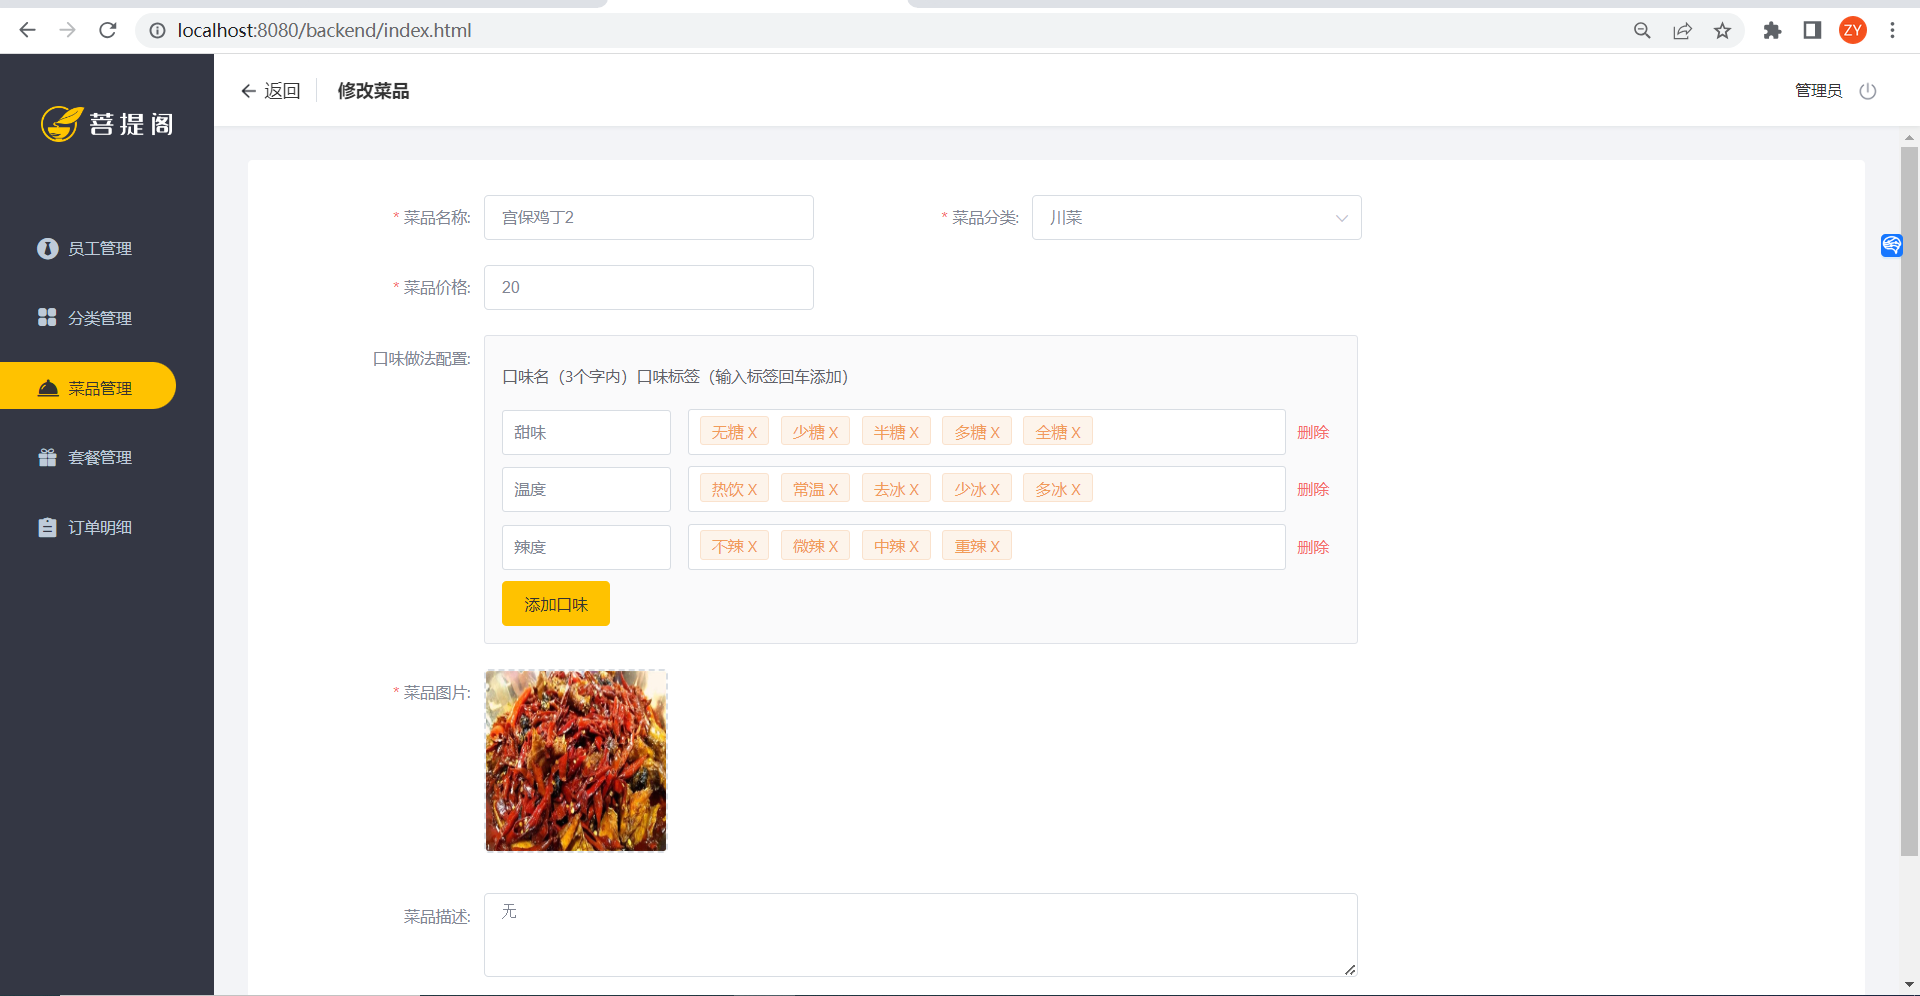 localhost:8080/backend/index.html
ZY
菩提阁
返回
修改菜品
管理员
员工管理
分类管理
菜品管理
套餐管理
订单明细
* 菜品名称:
宫保鸡丁2
* 菜品分类:
川菜
* 菜品价格:
20
口味做法配置:
口味名（3个字内）口味标签（输入标签回车添加）
甜味 无糖 X 少糖 X 半糖 X 多糖 X 全糖 X 删除
温度 热饮 X 常温 X 去冰 X 少冰 X 多冰 X 删除
辣度 不辣 X 微辣 X 中辣 X 重辣 X 删除
添加口味
* 菜品图片:
菜品描述:
无